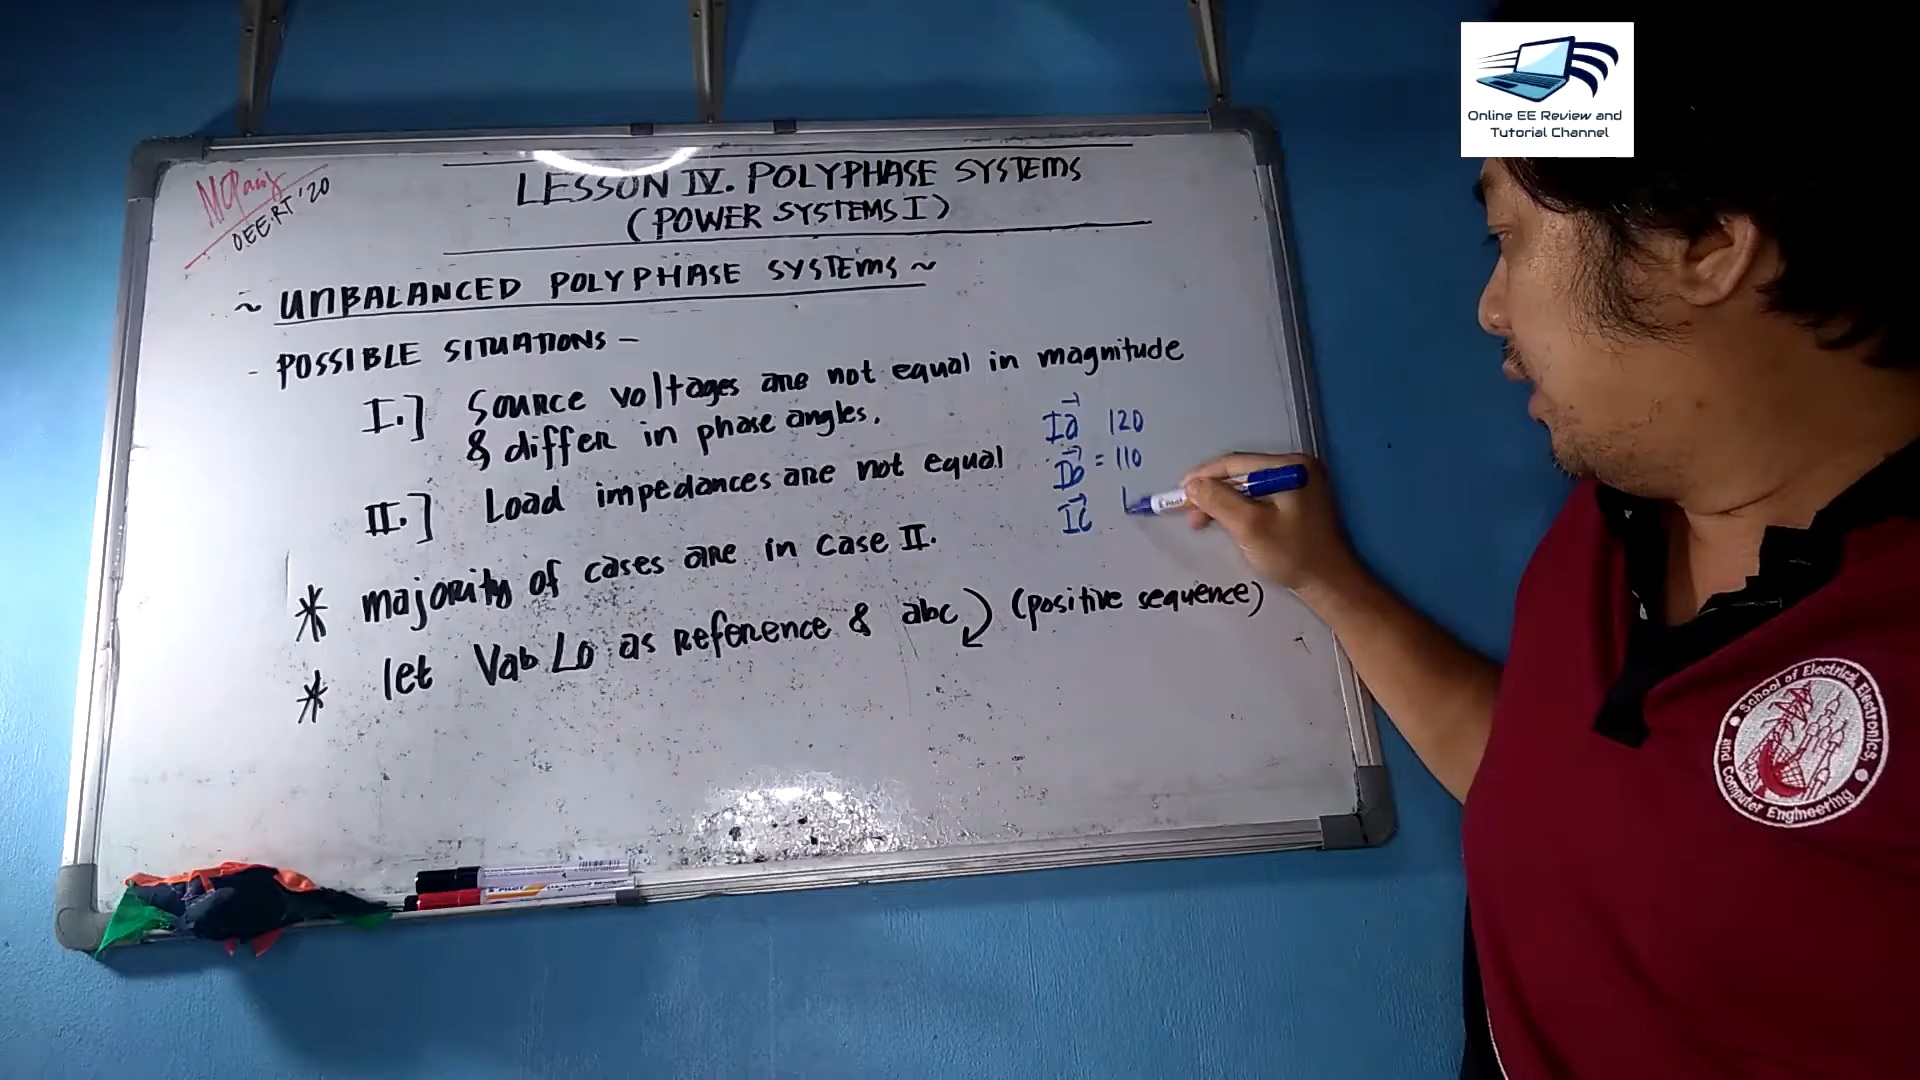 Online EE Review and
Tutorial Channel
OEERT '20
LESSON IV. POLYPHASE SYSTEMS
(POWER SYSTEMS I)
~ UNBALANCED POLYPHASE SYSTEMS ~
- POSSIBLE SITUATIONS -
I.] Source voltages are not equal in magnitude
& differ in phase angles.
II.] Load impedances are not equal
Ia 120
Ib = 110
Ic
* majority of cases are in case II.
* let Vab ∠0 as reference & abc (positive sequence)
School of Electrical, Electronics,
and Computer Engineering